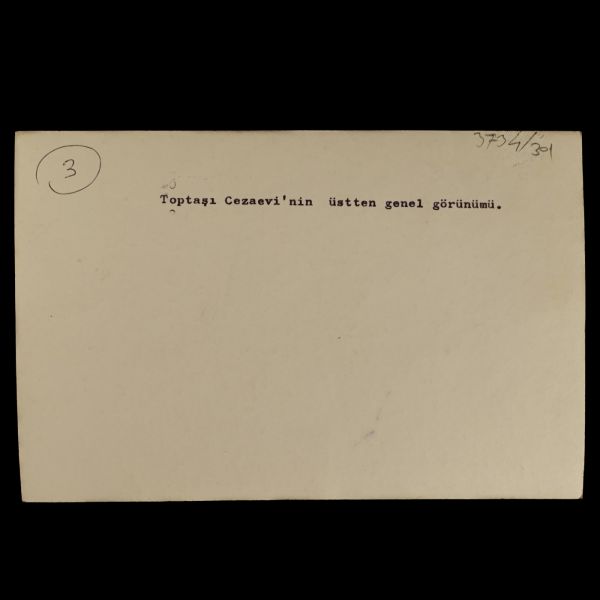 3734/301
3
Toptaşı Cezaevi'nin üstten genel görünümü.